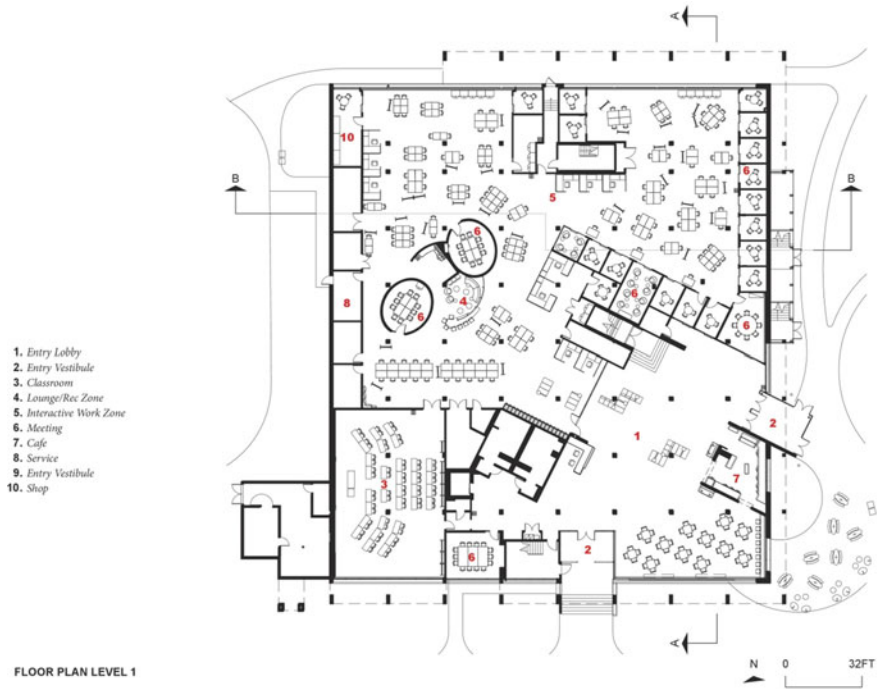 A
B
B
10
5
6
6
6
4
6
8
6
1. Entry Lobby
2. Entry Vestibule
3. Classroom
4. Lounge/Rec Zone
5. Interactive Work Zone
6. Meeting
7. Cafe
8. Service
9. Entry Vestibule
10. Shop
6
2
1
3
7
6
2
A
FLOOR PLAN LEVEL 1
N 0 32FT